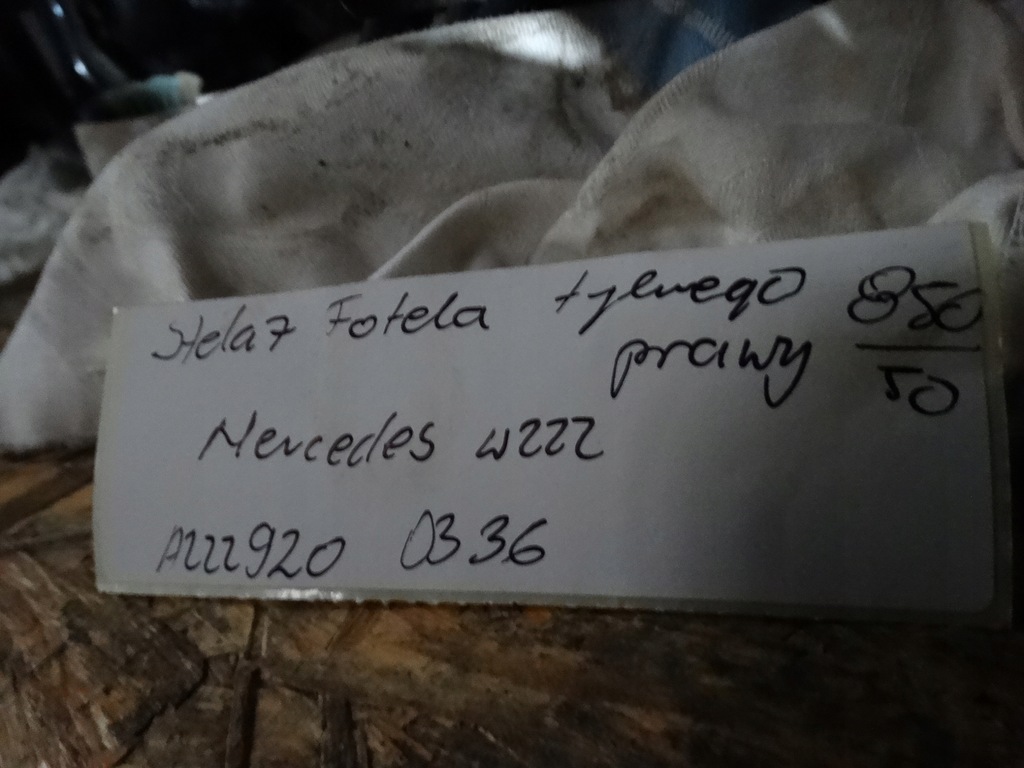 Stelaż Fotela tylnego 850
prawy 50
Mercedes w222
A222920 0336